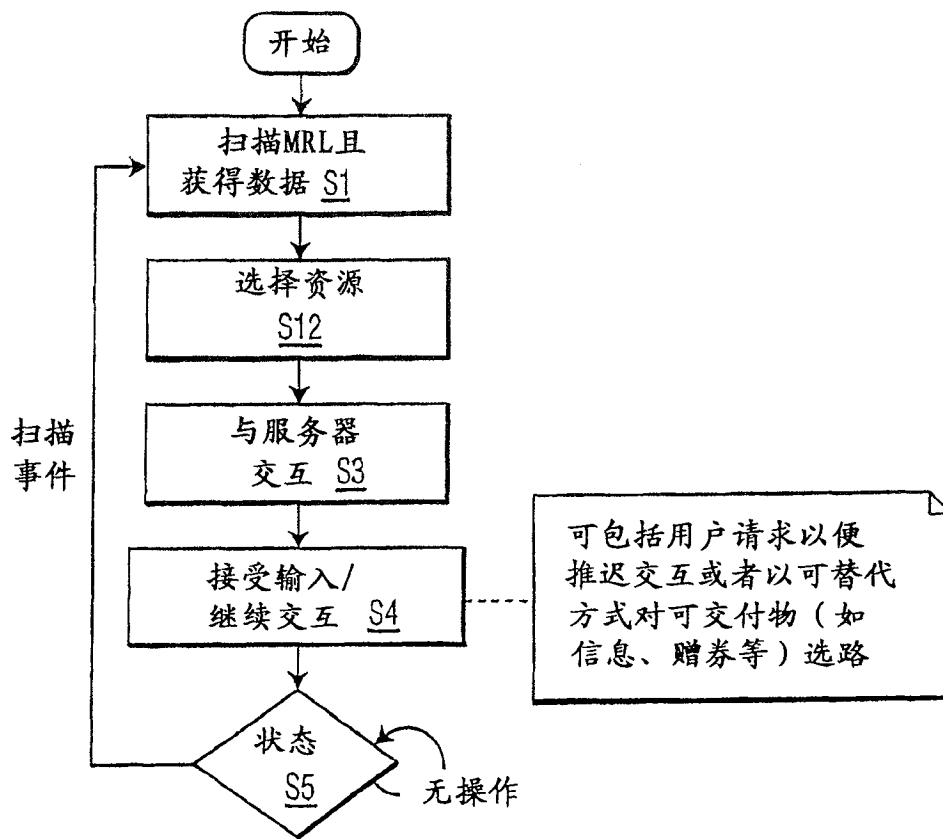 开始
扫描MRL且
获得数据 S1
选择资源
S12
与服务器
交互 S3
扫描
事件
接受输入/
继续交互 S4
可包括用户请求以便
推迟交互或者以可替代
方式对可交付物(如
信息、赠券等)选路
状态
S5
无操作